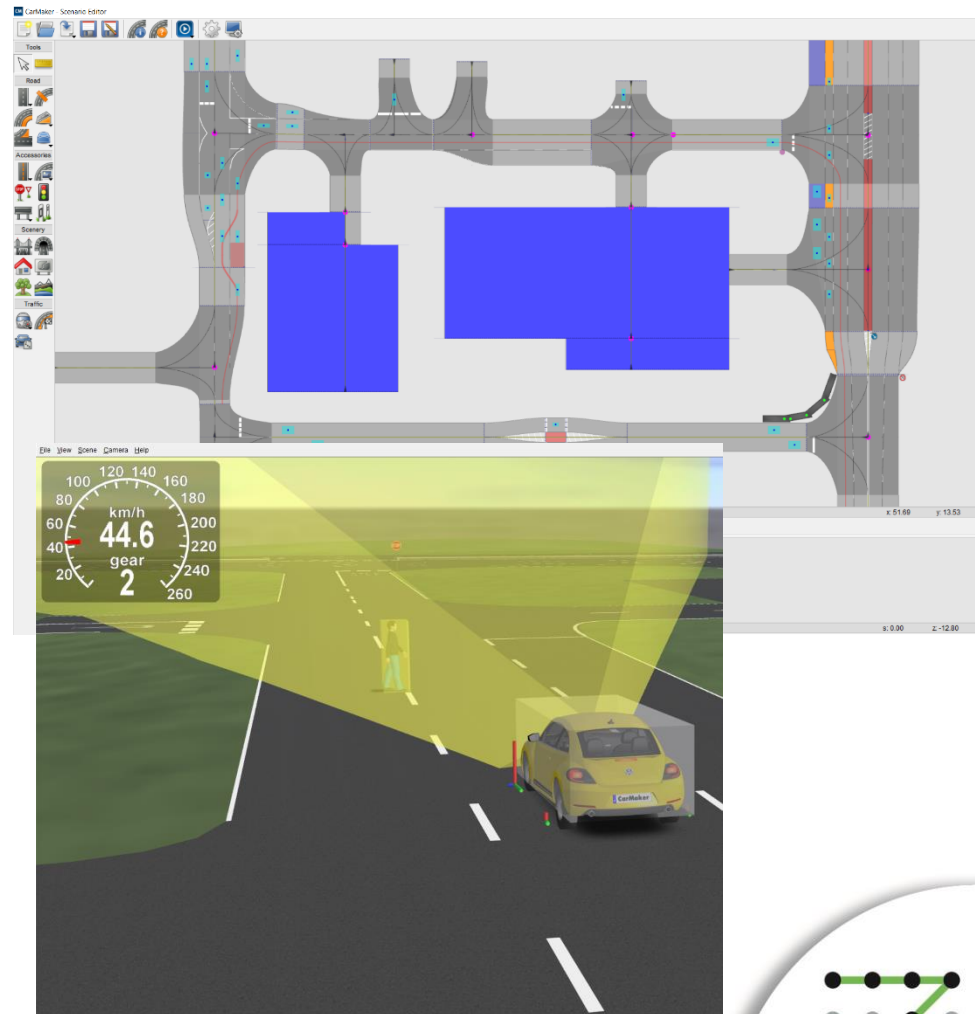 CM CarMaker - Scenario Editor
Tools
Road
Accessories
STOP
Scenery
Traffic
x: 51.69 y: 13.53
s: 0.00 z: -12.80
File View Scene Camera Help
20 40 60 80 100 120 140 160 180 200 220 240 260
km/h
44.6
gear
2
CarMaker